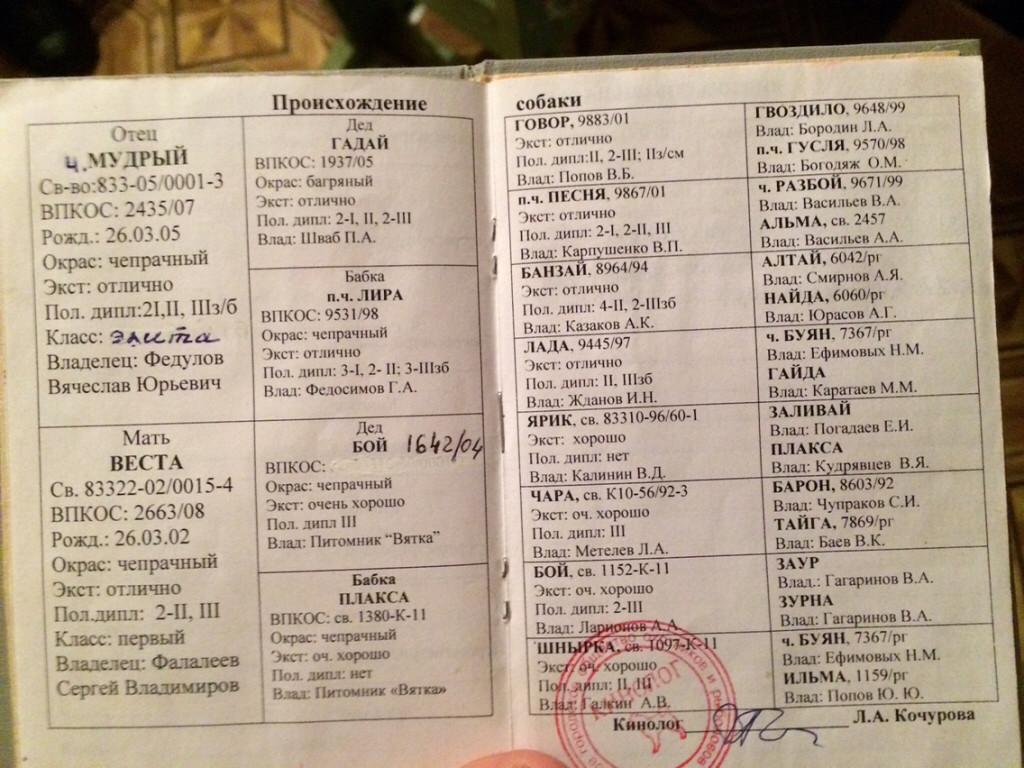 Происхождение
Отец
ч. МУДРЫЙ
Св-во:833-05/0001-3
ВПКОС: 2435/07
Рожд.: 26.03.05
Окрас: чепрачный
Экст: отлично
Пол. дипл:2I,II, IIIз/б
Класс: элита
Владелец: Федулов
Вячеслав Юрьевич
Мать
ВЕСТА
Св. 83322-02/0015-4
ВПКОС: 2663/08
Рожд.: 26.03.02
Окрас: чепрачный
Экст: отлично
Пол.дипл: 2-II, III
Класс: первый
Владелец: Фалалеев
Сергей Владимиров
Дед
ГАДАЙ
ВПКОС: 1937/05
Окрас: багряный
Экст: отлично
Пол. дипл: 2-I, II, 2-III
Влад: Шваб П.А.
Бабка
п.ч. ЛИРА
ВПКОС: 9531/98
Окрас: чепрачный
Экст: отлично
Пол. дипл: 3-I, 2- II; 3-IIIзб
Влад: Федосимов Г.А.
Дед
БОЙ 1642/04
ВПКОС:
Окрас: чепрачный
Экст: очень хорошо
Пол. дипл III
Влад: Питомник “Вятка”
Бабка
ПЛАКСА
ВПКОС: св. 1380-К-11
Окрас: чепрачный
Экст: оч. хорошо
Пол. дипл: нет
Влад: Питомник «Вятка»
собаки
ГОВОР, 9883/01
Экст: отлично
Пол. дипл:II, 2-III; IIз/см
Влад: Попов В.Б.
п.ч. ПЕСНЯ, 9867/01
Экст: отлично
Пол. дипл: 2-I, 2-II, III
Влад: Карпушенко В.П.
БАНЗАЙ, 8964/94
Экст: отлично
Пол. дипл: 4-II, 2-IIIзб
Влад: Казаков А.К.
ЛАДА, 9445/97
Экст: отлично
Пол. дипл: II, IIIзб
Влад: Жданов И.Н.
ЯРИК, св. 83310-96/60-1
Экст: хорошо
Пол. дипл: нет
Влад: Калинин В.Д.
ЧАРА, св. К10-56/92-3
Экст: оч. хорошо
Пол. дипл: III
Влад: Метелев Л.А.
БОЙ, св. 1152-К-11
Экст: оч. хорошо
Пол. дипл: 2-III
Влад: Ларионов А.А.
ШНЫРКА, св. 1097-К-11
Экст: оч. хорошо
Пол. дипл: II, III
Влад: Галкин А.В.
ГВОЗДИЛО, 9648/99
Влад: Бородин Л.А.
п.ч. ГУСЛЯ, 9570/98
Влад: Богодяж О.М.
ч. РАЗБОЙ, 9671/99
Влад: Васильев В.А.
АЛЬМА, св. 2457
Влад: Васильев А.А.
АЛТАЙ, 6042/рг
Влад: Смирнов А.Я.
НАЙДА, 6060/рг
Влад: Юрасов А.Г.
ч. БУЯН, 7367/рг
Влад: Ефимовых Н.М.
ГАЙДА
Влад: Каратаев М.М.
ЗАЛИВАЙ
Влад: Погадаев Е.И.
ПЛАКСА
Влад: Кудрявцев В.Я.
БАРОН, 8603/92
Влад: Чупраков С.И.
ТАЙГА, 7869/рг
Влад: Баев В.К.
ЗАУР
Влад.: Гагаринов В.А.
ЗУРНА
Влад: Гагаринов В.А.
ч. БУЯН, 7367/рг
Влад: Ефимовых Н.М.
ИЛЬМА, 1159/рг
Влад: Попов Ю. Ю.
Кинолог Л.А. Кочурова
КИНОЛОГ